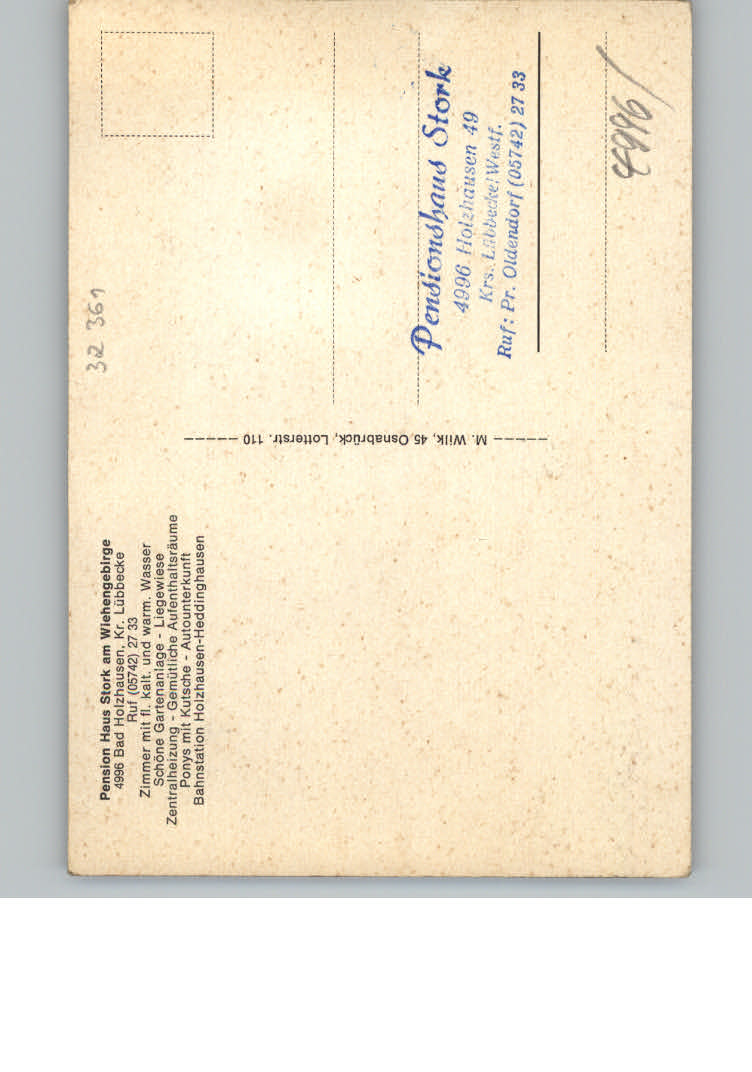 Pension Haus Stork am Wiehengebirge
4996 Bad Holzhausen, Kr. Lübbecke
Ruf (05742) 27 33
Zimmer mit fl. kalt. und warm. Wasser
Schöne Gartenanlage - Liegewiese
Zentralheizung - Gemütliche Aufenthaltsräume
Ponys mit Kutsche - Autounterkunft
Bahnstation Holzhausen-Heddinghausen
M. Wilk, 45 Osnabrück, Lotterstr. 110
32 361
Pensionshaus Stork
4996 Holzhausen 49
Krs. Lübbecke/Westf.
Ruf: Pr. Oldendorf (05742) 27 33
4996/